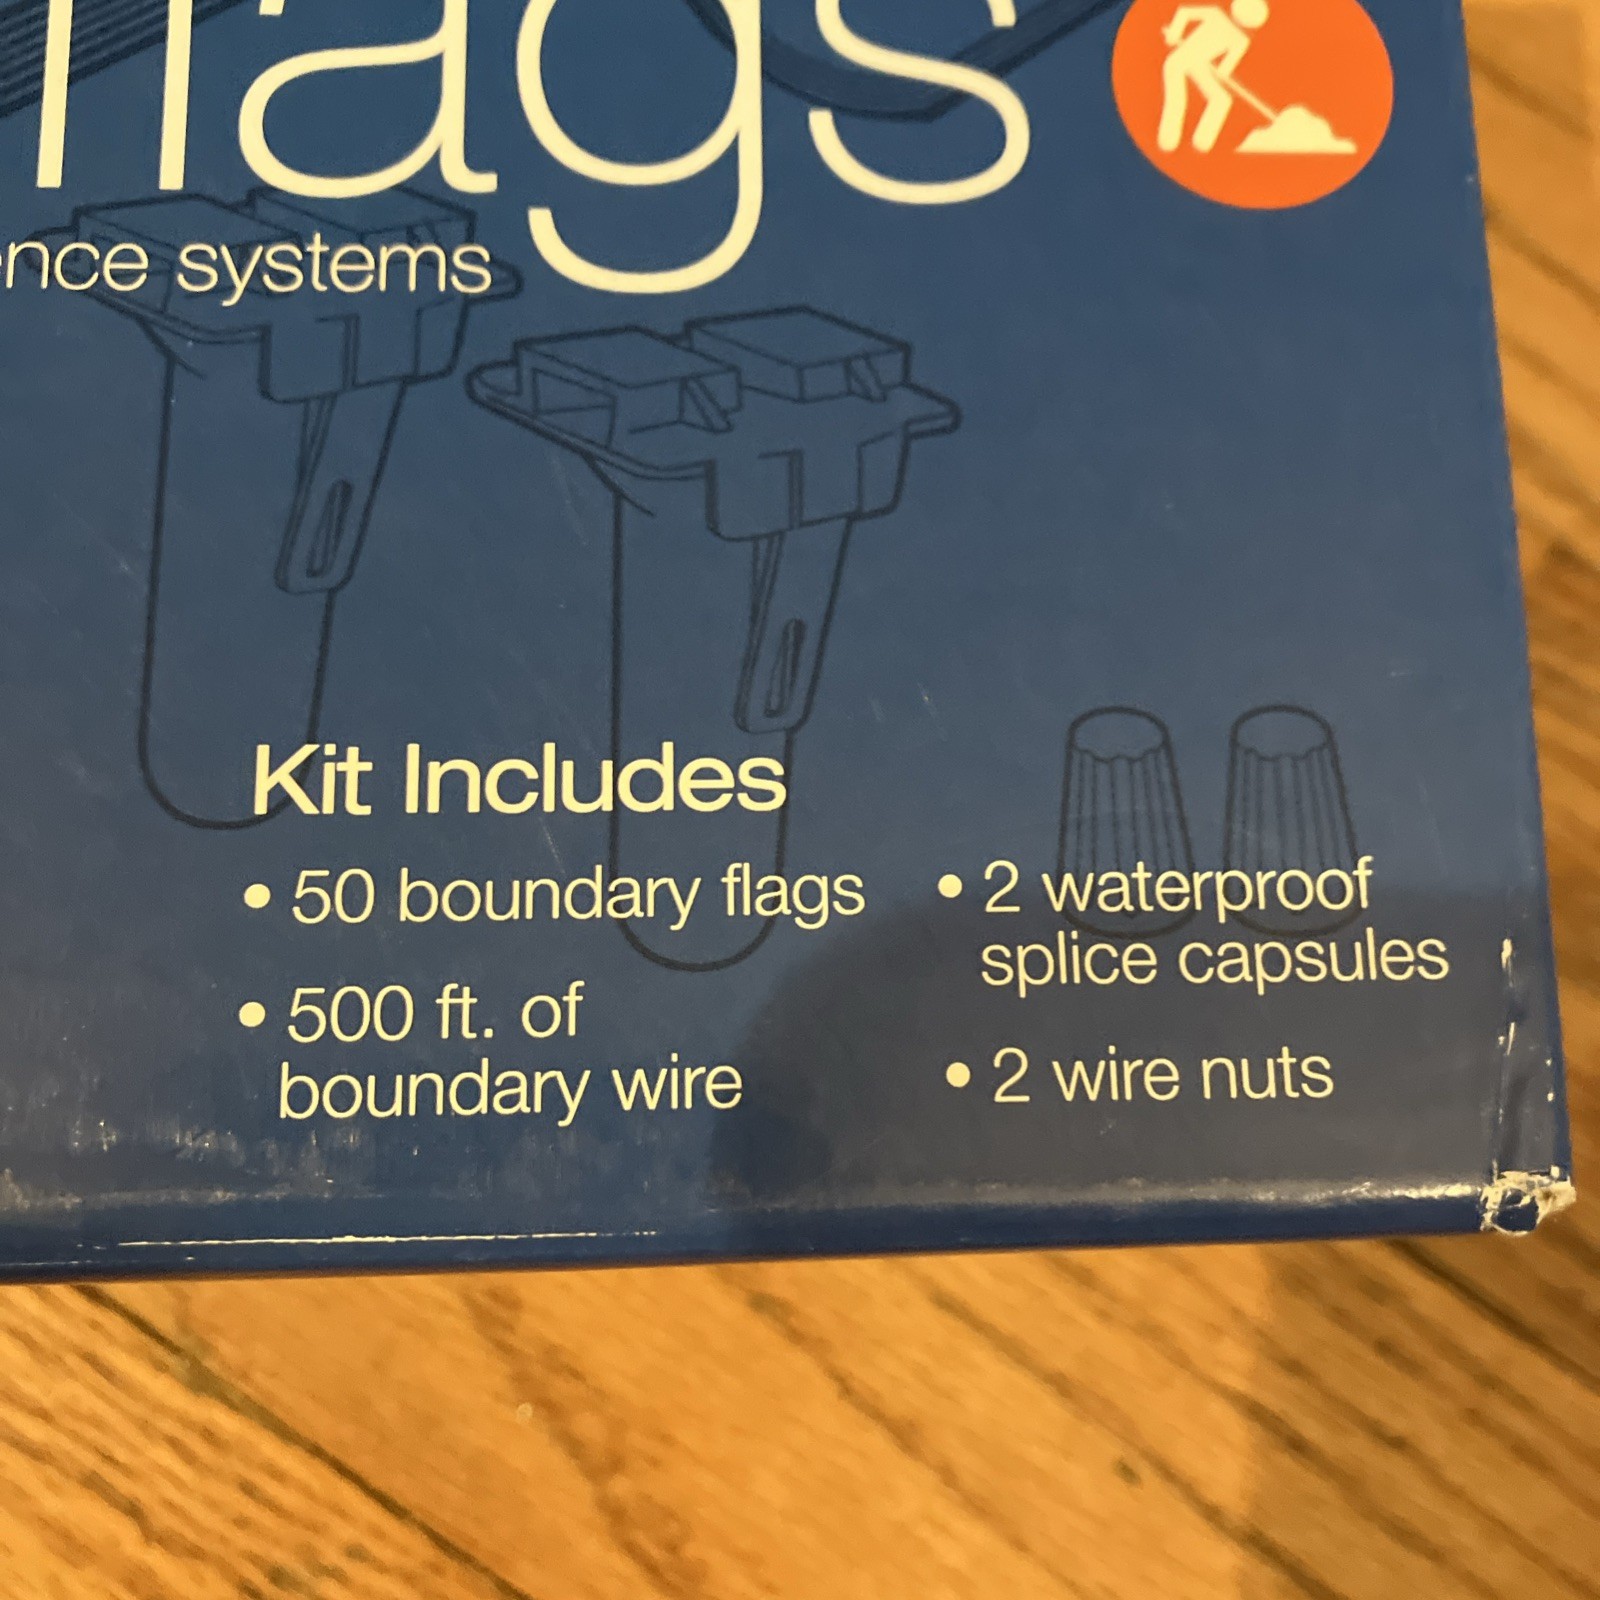 flags
ence systems
Kit Includes
• 50 boundary flags
• 500 ft. of
boundary wire
• 2 waterproof
splice capsules
• 2 wire nuts